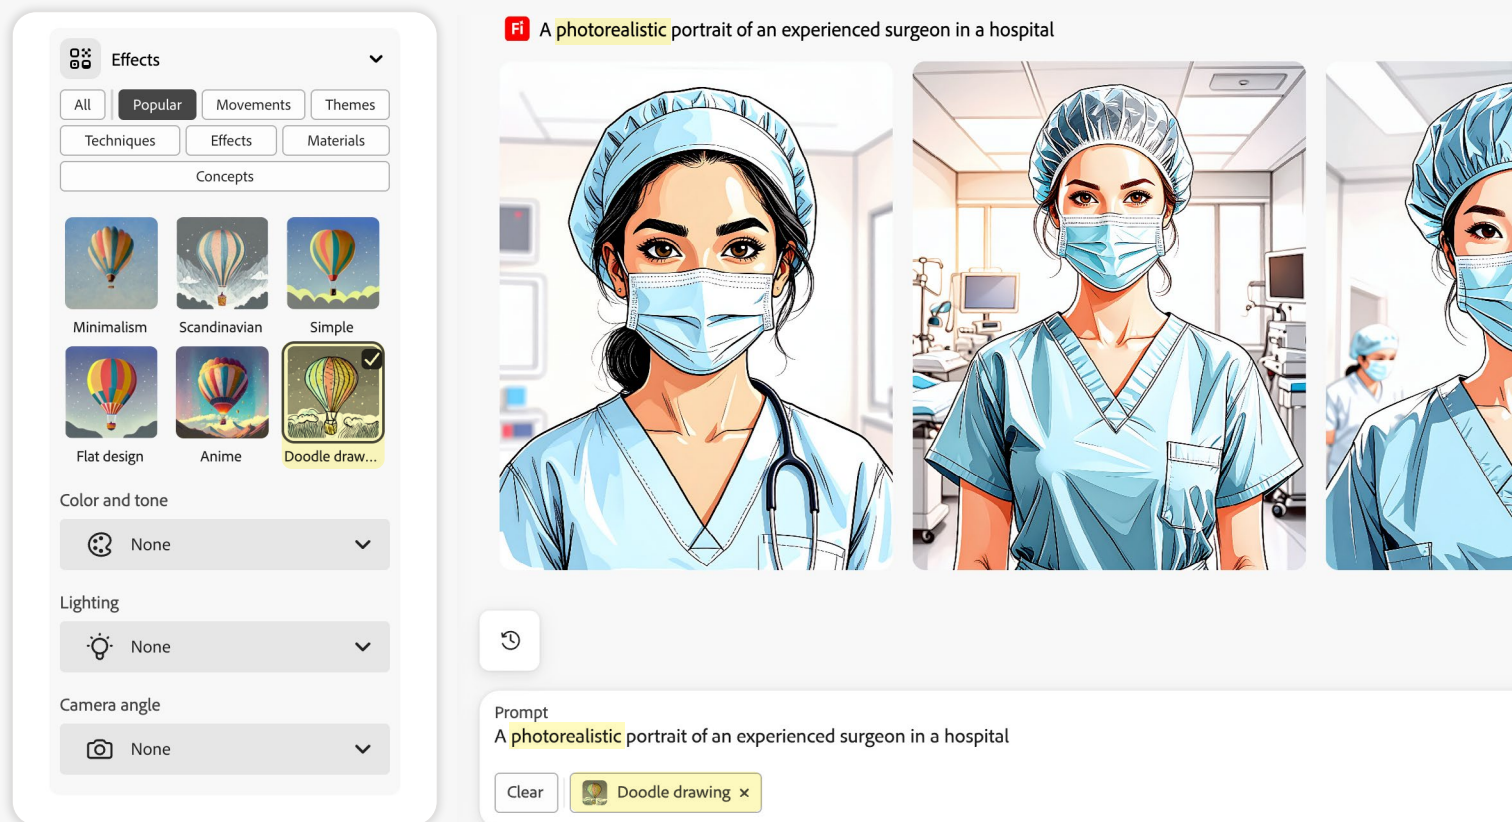 Effects
All
Popular
Movements
Themes
Techniques
Effects
Materials
Concepts
Minimalism
Scandinavian
Simple
Flat design
Anime
Doodle draw...
Color and tone
None
Lighting
None
Camera angle
None
Fi
A photorealistic portrait of an experienced surgeon in a hospital
Prompt
A photorealistic portrait of an experienced surgeon in a hospital
Clear
Doodle drawing ×